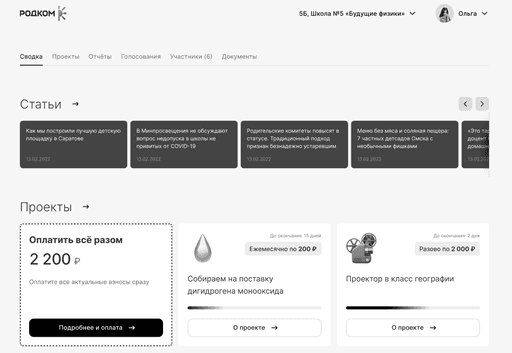 РОДКОМ
5Б, Школа №5 «Будущие физики»
Ольга
Сводка Проекты Отчёты Голосования Участники (6) Документы
Статьи →
Как мы построили лучшую детскую
площадку в Саратове
13.02.2022
В Минпросвещения не обсуждают
вопрос недопуска в школы не
привитых от COVID-19
13.02.2022
Родительские комитеты повысят в
статусе. Традиционный подход
признан безнадежно устаревшим
13.02.2022
Меню без мяса и соляная пещера:
7 частных детсадов Омска с
необычными фишками
13.02.2022
«Это та
доцент
домашн
13.02.2022
Проекты →
Оплатить всё разом
2 200 ₽
Оплатите все актуальные взносы сразу
Подробнее и оплата →
До окончания: 15 дней
Ежемесячно по 200 ₽
Собираем на поставку
дигидрогена монооксида
О проекте →
До окончания: 2 дня
Разово по 2 000 ₽
Проектор в класс географии
О проекте →